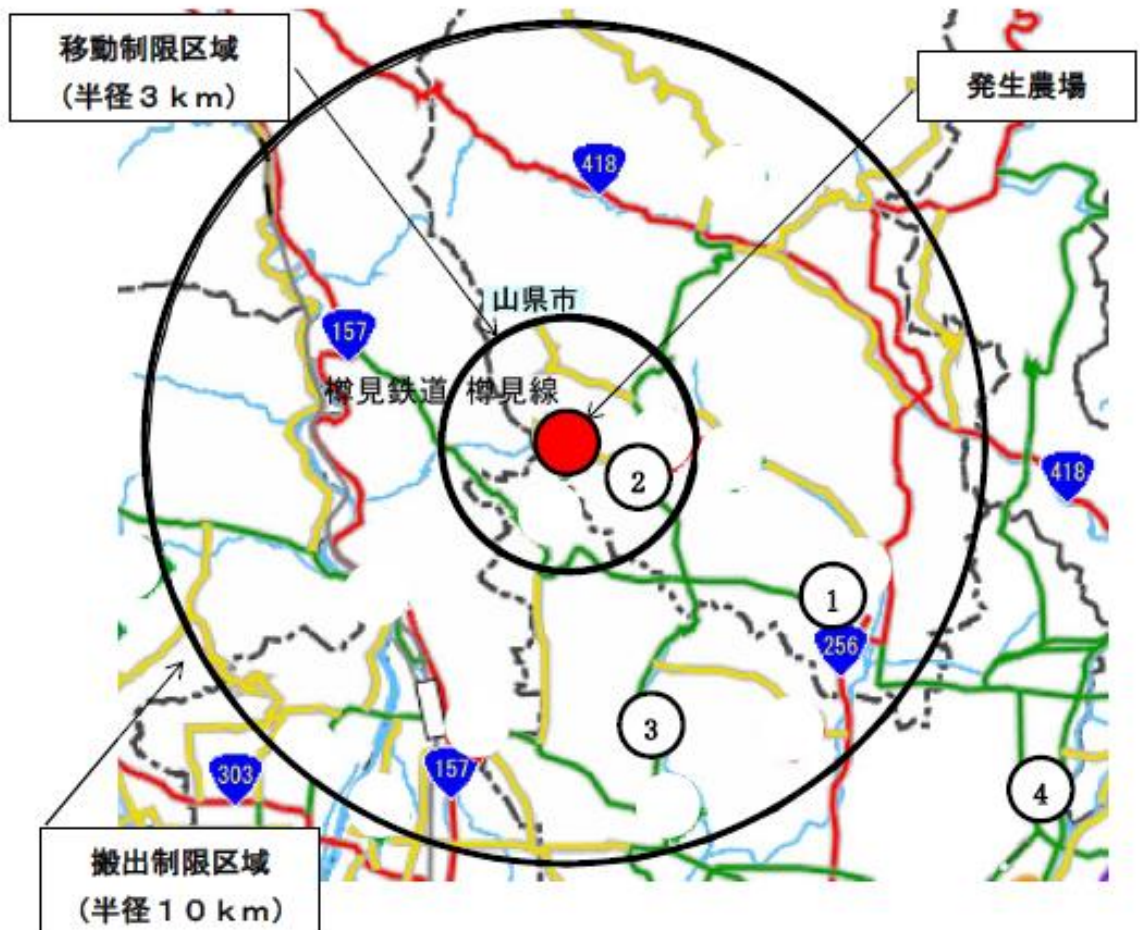 移動制限区域
(半径3km)
発生農場
418
山県市
157
樽見鉄道 樽見線
2
418
1
256
3
157
303
4
搬出制限区域
(半径10km)